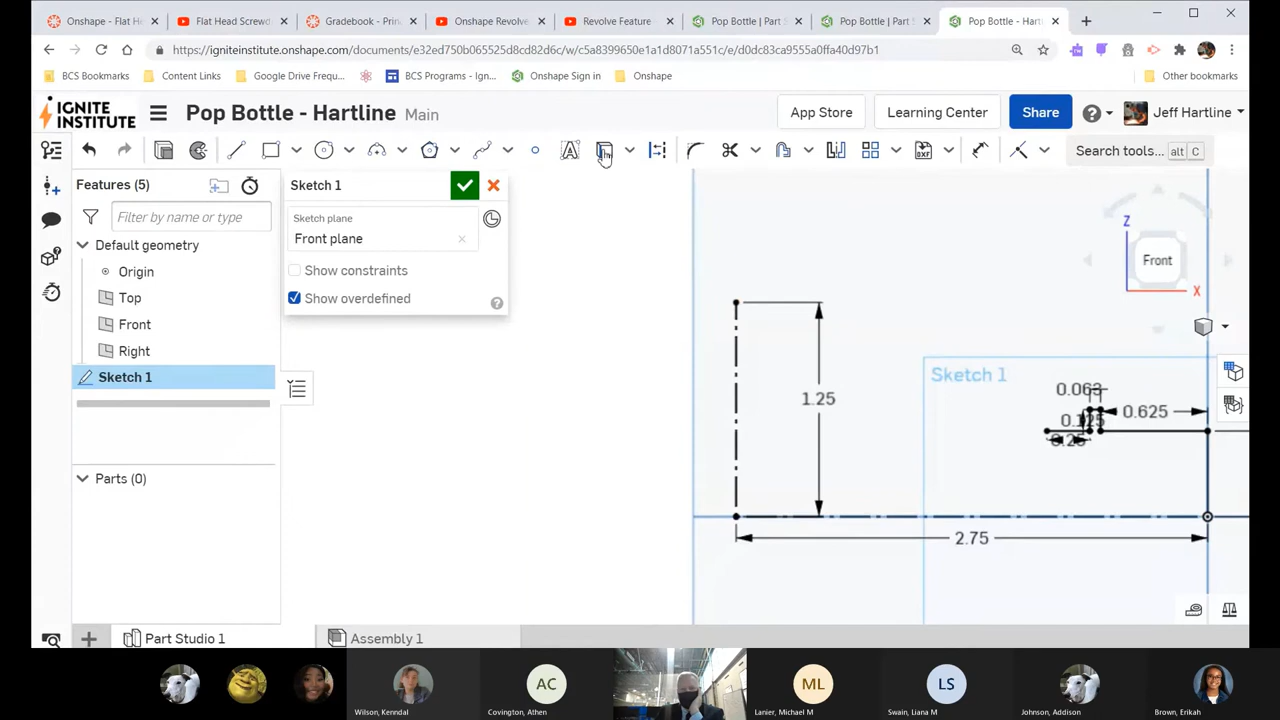 Onshape - Flat H
Flat Head Screwd
Gradebook - Prin
Onshape Revolve
Revolve Feature
Pop Bottle | Part S
Pop Bottle | Part S
Pop Bottle - Hart
https://igniteinstitute.onshape.com/documents/e32ed750b065525d8cd82d6c/w/c5a8399650e1a1d8071a551c/e/d0dc83ca9555a0ffa40d97b1
BCS Bookmarks
Content Links
Google Drive Frequ...
BCS Programs - Ign...
Onshape Sign in
Onshape
Other bookmarks
IGNITE
INSTITUTE
Pop Bottle - Hartline Main
App Store
Learning Center
Share
Jeff Hartline
Search tools... alt C
Features (5)
Filter by name or type
Default geometry
Origin
Top
Front
Right
Sketch 1
Parts (0)
Sketch 1
Sketch plane
Front plane
Show constraints
Show overdefined
Z
Front
X
Sketch 1
1.25
0.063
0.625
0.125
0.25
2.75
Part Studio 1
Assembly 1
AC
ML
LS
Wilson, Kenndal
Covington, Athen
Lanier, Michael M
Swain, Liana M
Johnson, Addison
Brown, Erikah